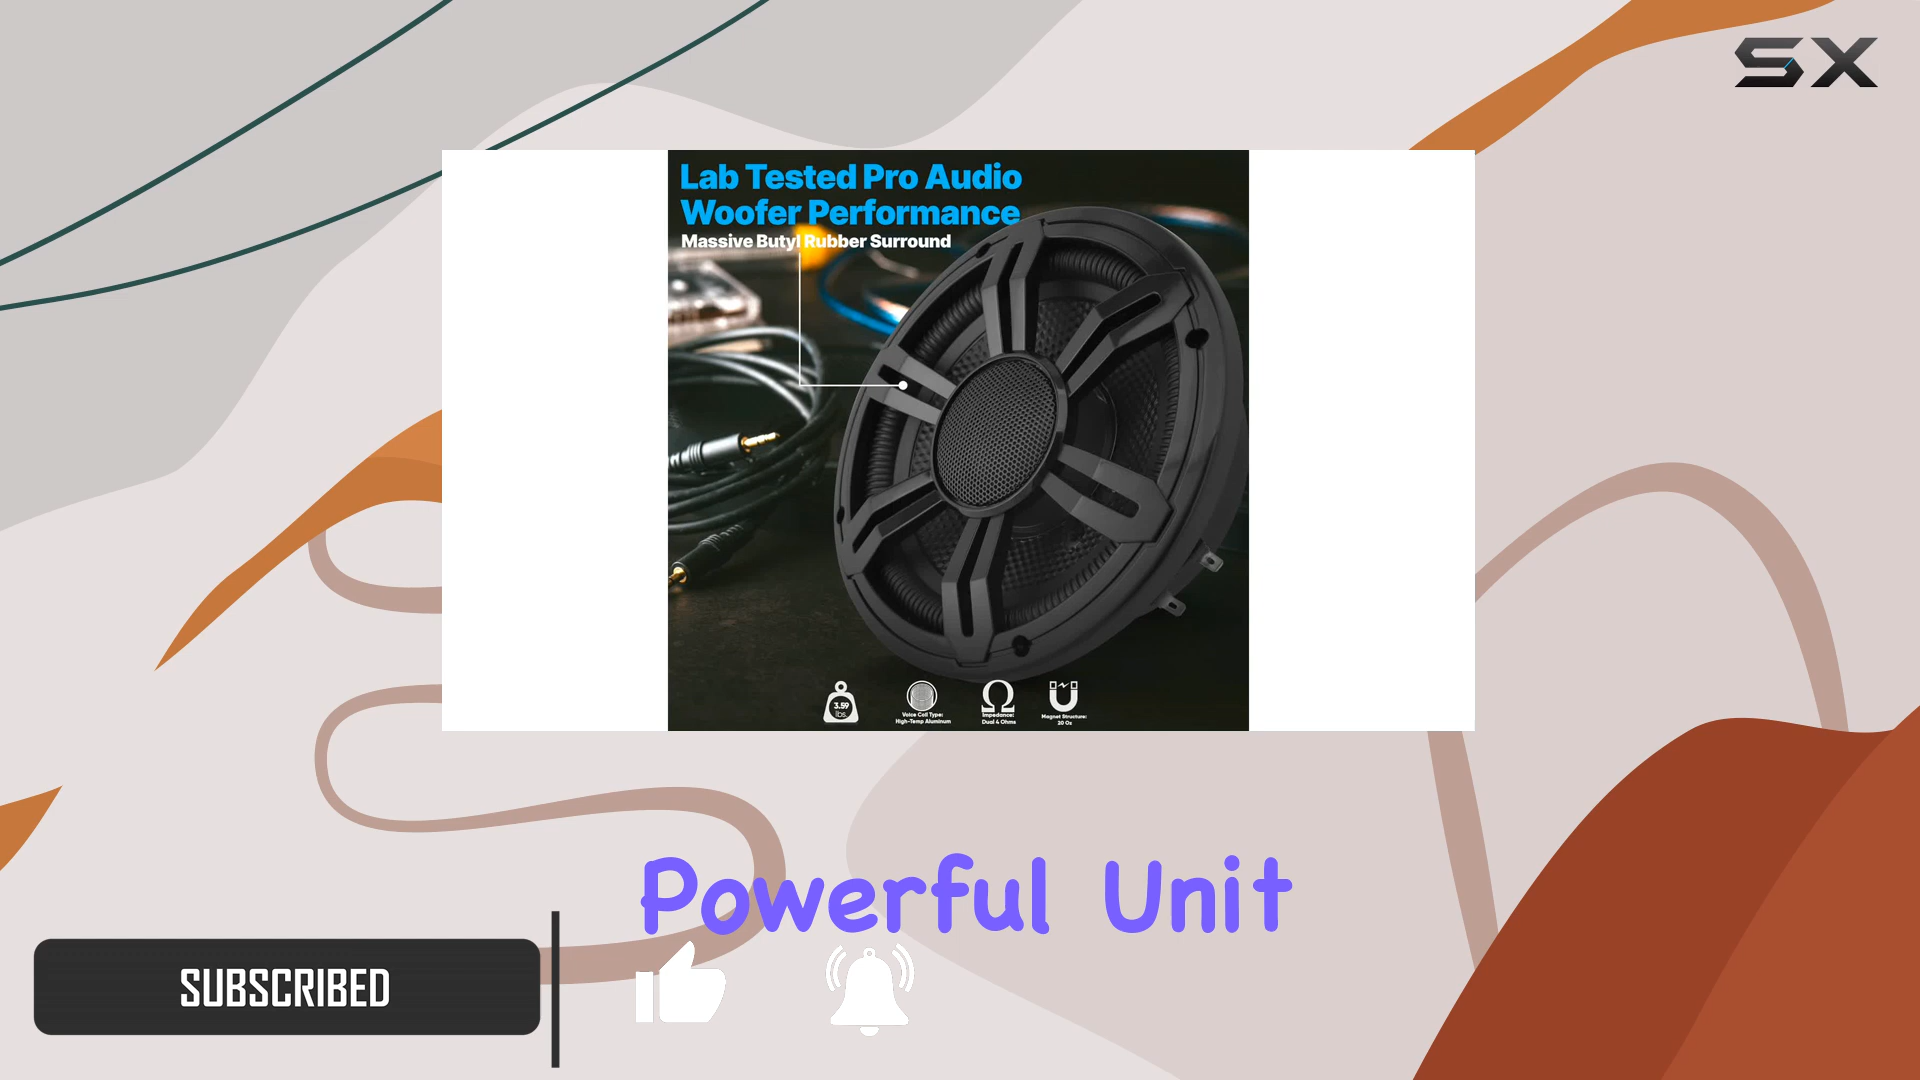 SX
Lab Tested Pro Audio
Woofer Performance
Massive Butyl Rubber Surround
3.59
lbs.
Voice Coil Type:
High-Temp Aluminum
Impedance:
Dual 4 Ohms
Magnet Structure:
20 Oz
Powerful Unit
SUBSCRIBED